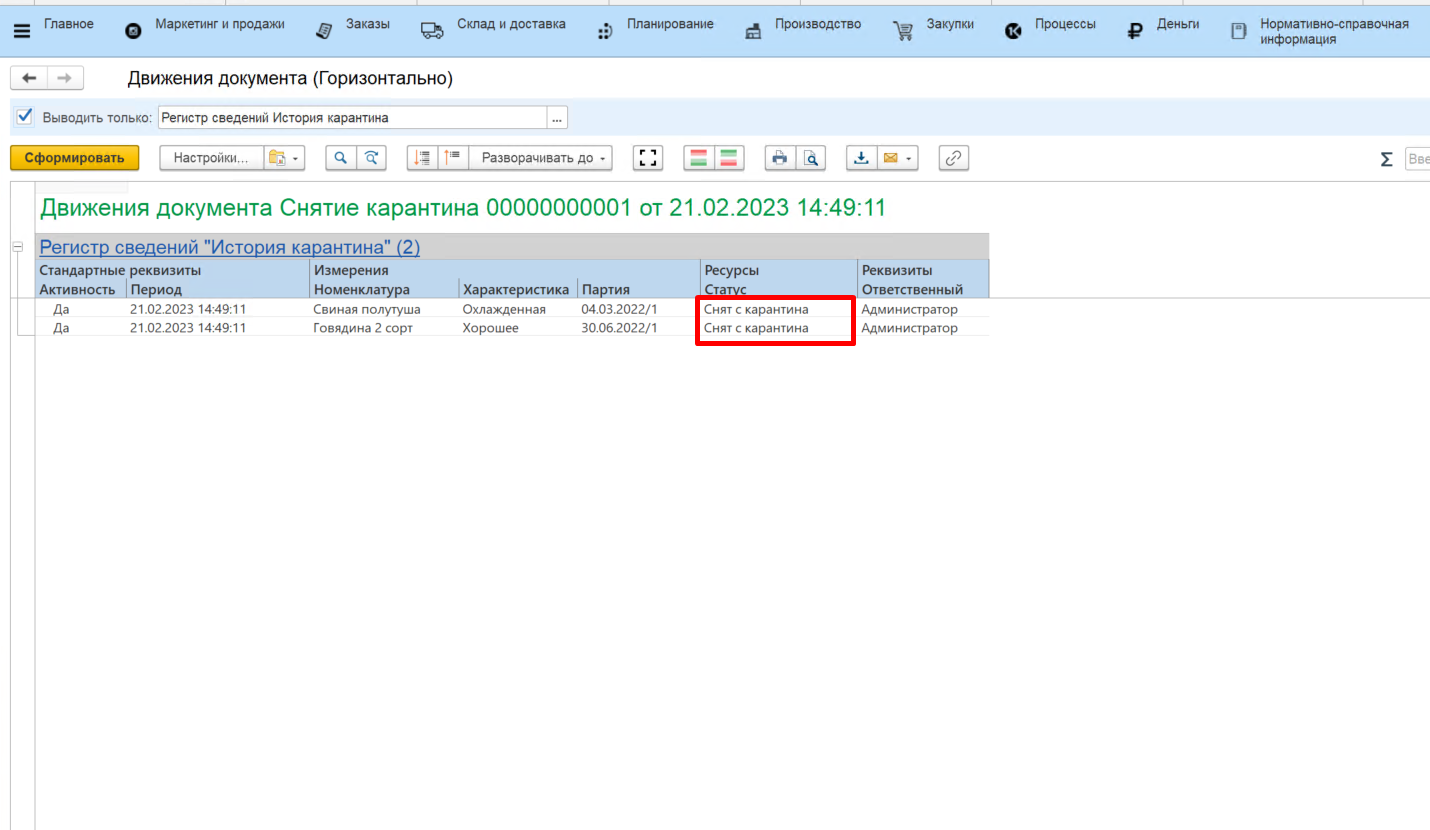 Главное Маркетинг и продажи Заказы Склад и доставка Планирование Производство Закупки Процессы Деньги Нормативно-справочная
информация
Движения документа (Горизонтально)
Выводить только: Регистр сведений История карантина ...
Сформировать Настройки... Разворачивать до Σ Вве
Движения документа Снятие карантина 00000000001 от 21.02.2023 14:49:11
Регистр сведений "История карантина" (2)
Стандартные реквизиты Измерения Ресурсы Реквизиты
Активность Период Номенклатура Характеристика Партия Статус Ответственный
Да 21.02.2023 14:49:11 Свиная полутуша Охлажденная 04.03.2022/1 Снят с карантина Администратор
Да 21.02.2023 14:49:11 Говядина 2 сорт Хорошее 30.06.2022/1 Снят с карантина Администратор